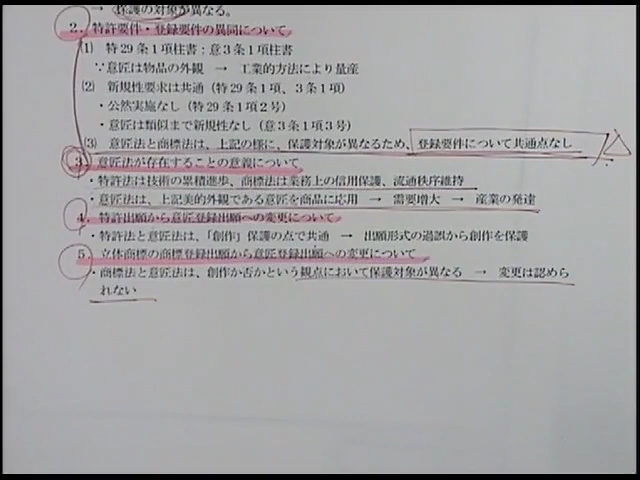 → 保護の対象が異なる。
2．特許要件・登録要件の異同について
(1) 特29条1項柱書：意3条1項柱書
∵意匠は物品の外観 → 工業的方法により量産
(2) 新規性要求は共通（特29条1項、3条1項）
・公然実施なし（特29条1項2号）
・意匠は類似まで新規性なし（意3条1項3号）
(3) 意匠法と商標法は、上記の様に、保護対象が異なるため、登録要件について共通点なし
3．意匠法が存在することの意義について
・特許法は技術の累積進歩、商標法は業務上の信用保護、流通秩序維持
・意匠法は、上記美的外観である意匠を商品に応用 → 需要増大 → 産業の発達
4．特許出願から意匠登録出願への変更について
・特許法と意匠法は、「創作」保護の点で共通 → 出願形式の過誤から創作を保護
5．立体商標の商標登録出願から意匠登録出願への変更について
・商標法と意匠法は、創作か否かという観点において保護対象が異なる → 変更は認めら
れない